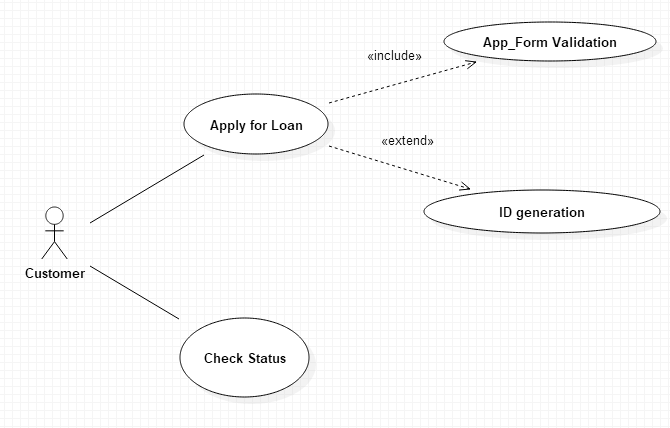 App_Form Validation
«include»
Apply for Loan
«extend»
ID generation
Customer
Check Status